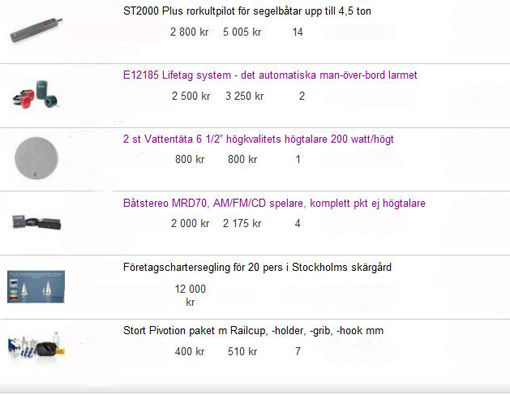 ST2000 Plus rorkultpilot för segelbåtar upp till 4,5 ton
2 800 kr 5 005 kr 14
E12185 Lifetag system - det automatiska man-över-bord larmet
2 500 kr 3 250 kr 2
2 st Vattentäta 6 1/2” högkvalitets högtalare 200 watt/högt
800 kr 800 kr 1
Båtstereo MRD70, AM/FM/CD spelare, komplett pkt ej högtalare
2 000 kr 2 175 kr 4
Företagschartersegling för 20 pers i Stockholms skärgård
12 000
kr
Stort Pivotion paket m Railcup, -holder, -grib, -hook mm
400 kr 510 kr 7